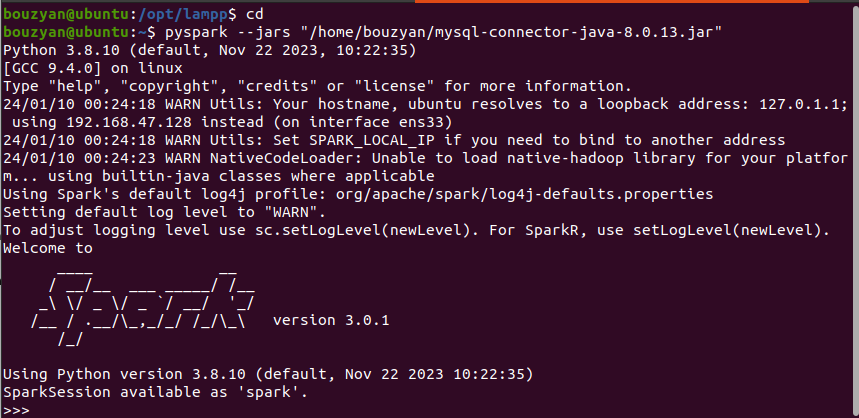 bouzyan@ubuntu:/opt/lampp$ cd
bouzyan@ubuntu:~$ pyspark --jars "/home/bouzyan/mysql-connector-java-8.0.13.jar"
Python 3.8.10 (default, Nov 22 2023, 10:22:35)
[GCC 9.4.0] on linux
Type "help", "copyright", "credits" or "license" for more information.
24/01/10 00:24:18 WARN Utils: Your hostname, ubuntu resolves to a loopback address: 127.0.1.1;
 using 192.168.47.128 instead (on interface ens33)
24/01/10 00:24:18 WARN Utils: Set SPARK_LOCAL_IP if you need to bind to another address
24/01/10 00:24:23 WARN NativeCodeLoader: Unable to load native-hadoop library for your platfor
m... using builtin-java classes where applicable
Using Spark's default log4j profile: org/apache/spark/log4j-defaults.properties
Setting default log level to "WARN".
To adjust logging level use sc.setLogLevel(newLevel). For SparkR, use setLogLevel(newLevel).
Welcome to
      ____              __
     / __/__  ___ _____/ /__
    _\ \/ _ \/ _ `/ __/  '_/
   /__ / .__/\_,_/_/ /_/\_\   version 3.0.1
      /_/
Using Python version 3.8.10 (default, Nov 22 2023 10:22:35)
SparkSession available as 'spark'.
>>>